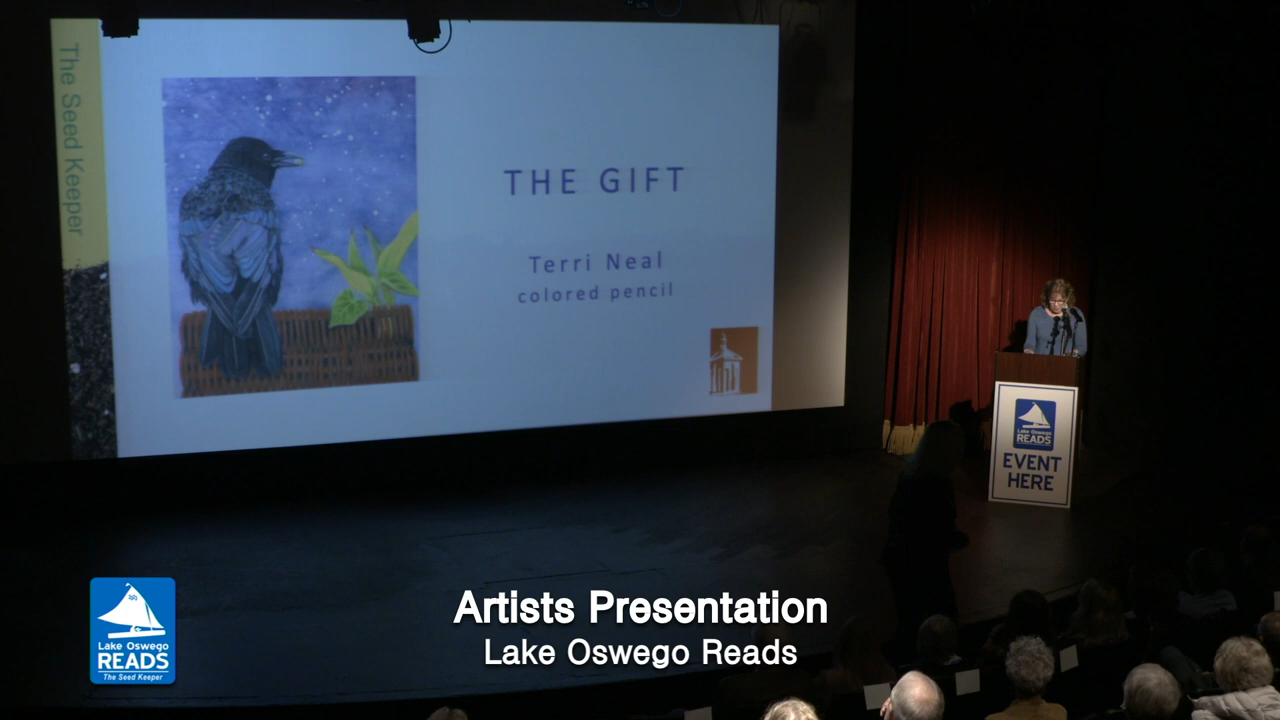 The Seed Keeper
THE GIFT
Terri Neal
colored pencil
Lake Oswego
READS
EVENT
HERE
Artists Presentation
Lake Oswego Reads
Lake Oswego
READS
The Seed Keeper